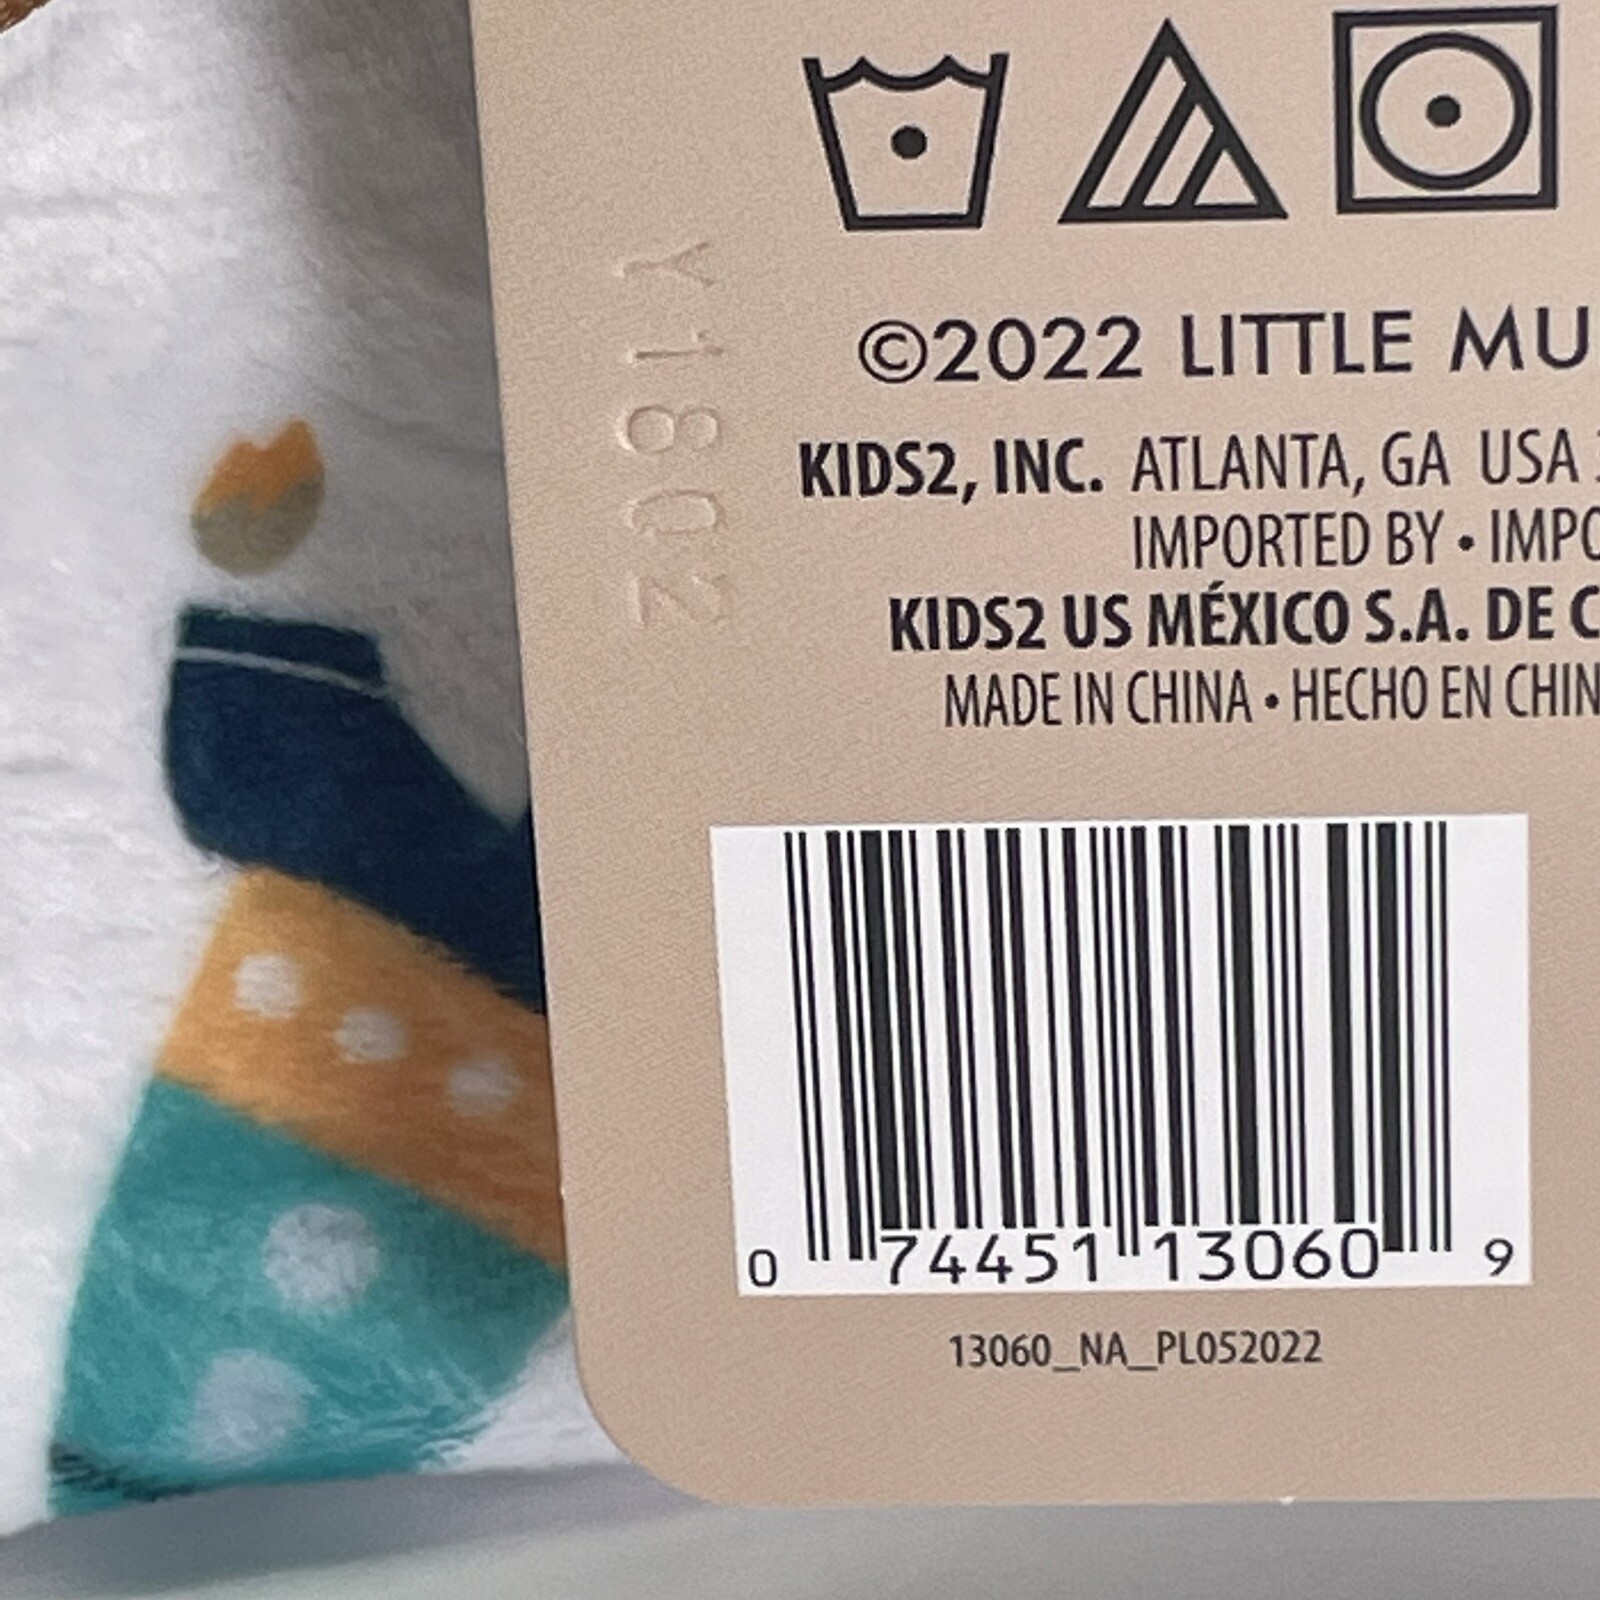 ©2022 LITTLE MU
KIDS2, INC. ATLANTA, GA USA
IMPORTED BY • IMPO
KIDS2 US MÉXICO S.A. DE C
MADE IN CHINA • HECHO EN CHIN
Y1802
0 74451 13060 9
13060_NA_PL052022